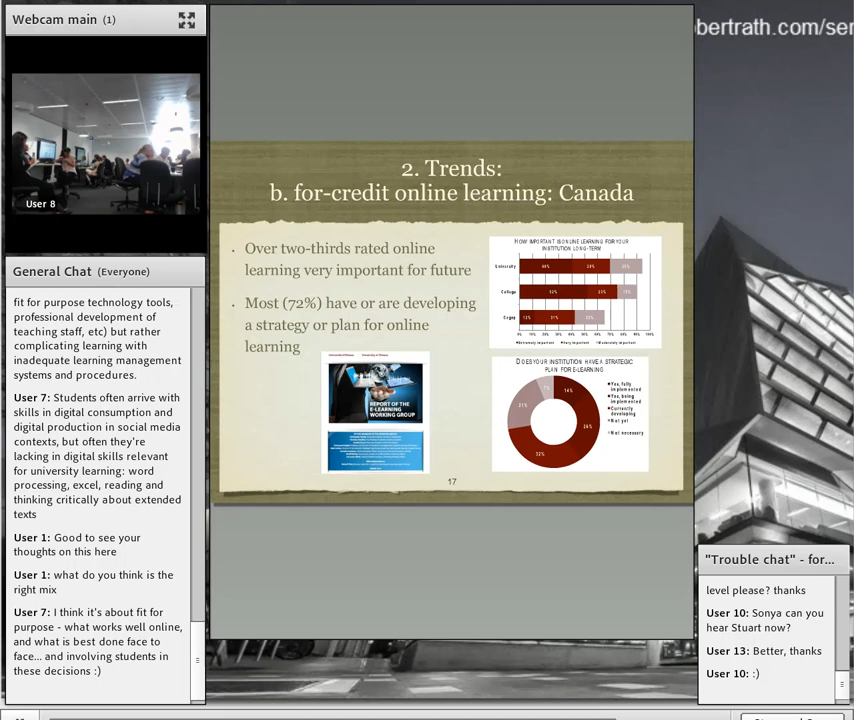 Webcam main (1)
User 8
General Chat (Everyone)
fit for purpose technology tools,
professional development of
teaching staff, etc) but rather
complicating learning with
inadequate learning management
systems and procedures.
User 7: Students often arrive with
skills in digital consumption and
digital production in social media
contexts, but often they're
lacking in digital skills relevant
for university learning: word
processing, excel, reading and
thinking critically about extended
texts
User 1: Good to see your
thoughts on this here
User 1: what do you think is the
right mix
User 7: I think it's about fit for
purpose - what works well online,
and what is best done face to
face... and involving students in
these decisions :)
2. Trends:
b. for-credit online learning: Canada
Over two-thirds rated online
learning very important for future
Most (72%) have or are developing
a strategy or plan for online
learning
REPORT OF THE
E-LEARNING
WORKING GROUP
HOW IMPORTANT IS ONLINE LEARNING FOR YOUR
INSTITUTION LONG-TERM
University
College
Cegep
DOES YOUR INSTITUTION HAVE A STRATEGIC
PLAN FOR E-LEARNING
7%
14%
21%
32%
Yes, fully
implemented
Yes, being
implemented
Currently
developing
Not yet
Not necessary
17
bertrath.com/ser
"Trouble chat" - for...
level please? thanks
User 10: Sonya can you
hear Stuart now?
User 13: Better, thanks
User 10: :)